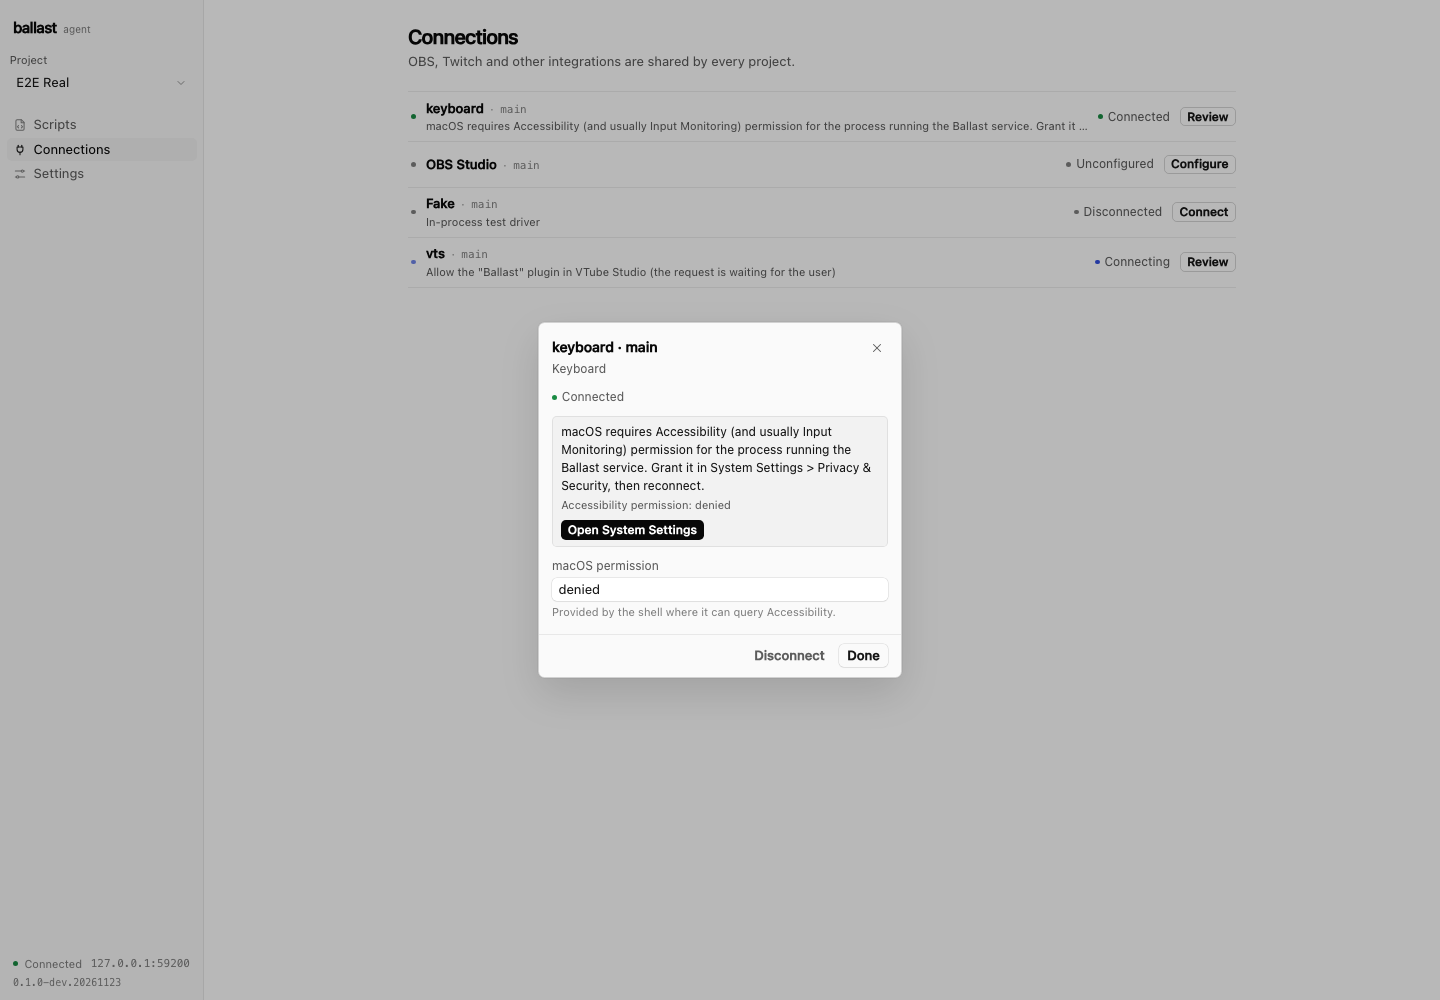 ballast agent
Project
E2E Real
Scripts
Connections
Settings
Connected 127.0.0.1:59200
0.1.0-dev.20261123
Connections
OBS, Twitch and other integrations are shared by every project.
keyboard · main
macOS requires Accessibility (and usually Input Monitoring) permission for the process running the Ballast service. Grant it ...
Connected
Review
OBS Studio · main
Unconfigured
Configure
Fake · main
In-process test driver
Disconnected
Connect
vts · main
Allow the "Ballast" plugin in VTube Studio (the request is waiting for the user)
Connecting
Review
keyboard · main
Keyboard
Connected
macOS requires Accessibility (and usually Input
Monitoring) permission for the process running the
Ballast service. Grant it in System Settings > Privacy &
Security, then reconnect.
Accessibility permission: denied
Open System Settings
macOS permission
denied
Provided by the shell where it can query Accessibility.
Disconnect
Done